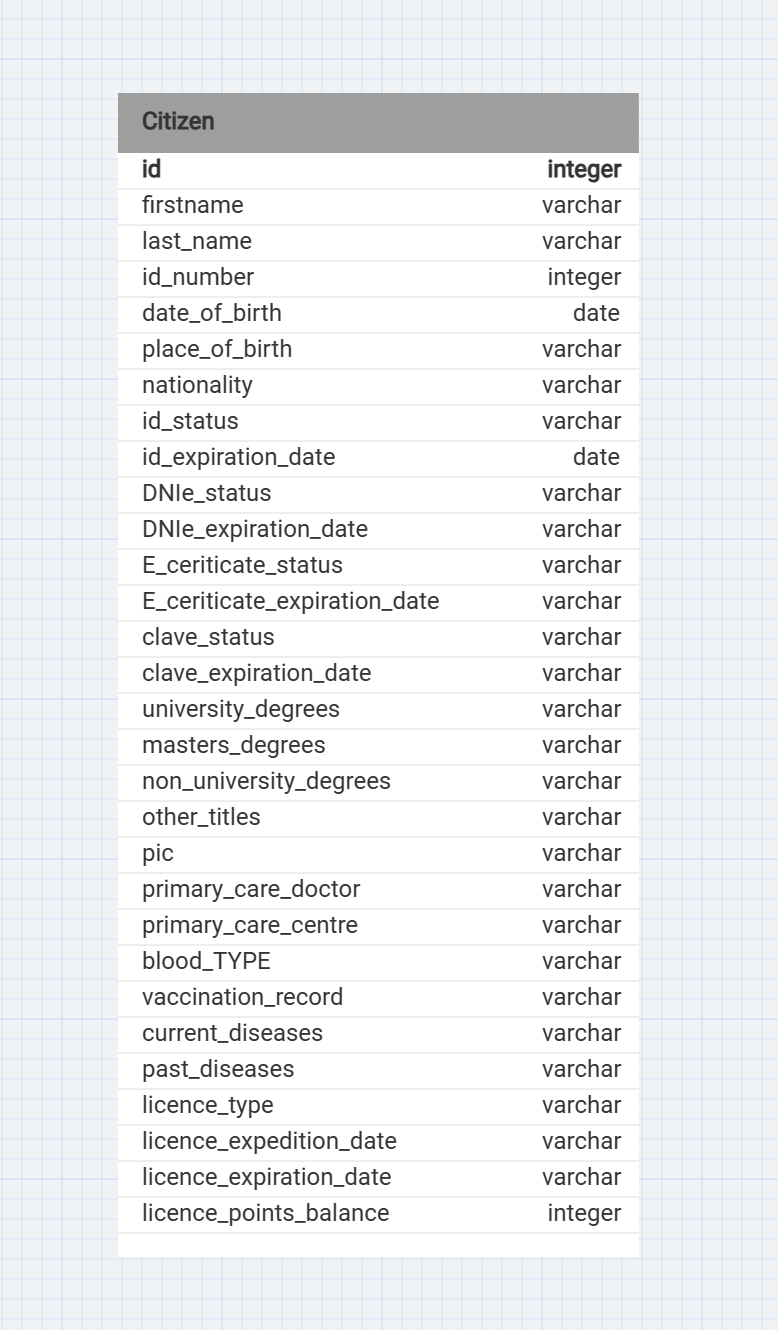 Citizen
id integer
firstname varchar
last_name varchar
id_number integer
date_of_birth date
place_of_birth varchar
nationality varchar
id_status varchar
id_expiration_date date
DNIe_status varchar
DNIe_expiration_date varchar
E_ceriticate_status varchar
E_ceriticate_expiration_date varchar
clave_status varchar
clave_expiration_date varchar
university_degrees varchar
masters_degrees varchar
non_university_degrees varchar
other_titles varchar
pic varchar
primary_care_doctor varchar
primary_care_centre varchar
blood_TYPE varchar
vaccination_record varchar
current_diseases varchar
past_diseases varchar
licence_type varchar
licence_expedition_date varchar
licence_expiration_date varchar
licence_points_balance integer